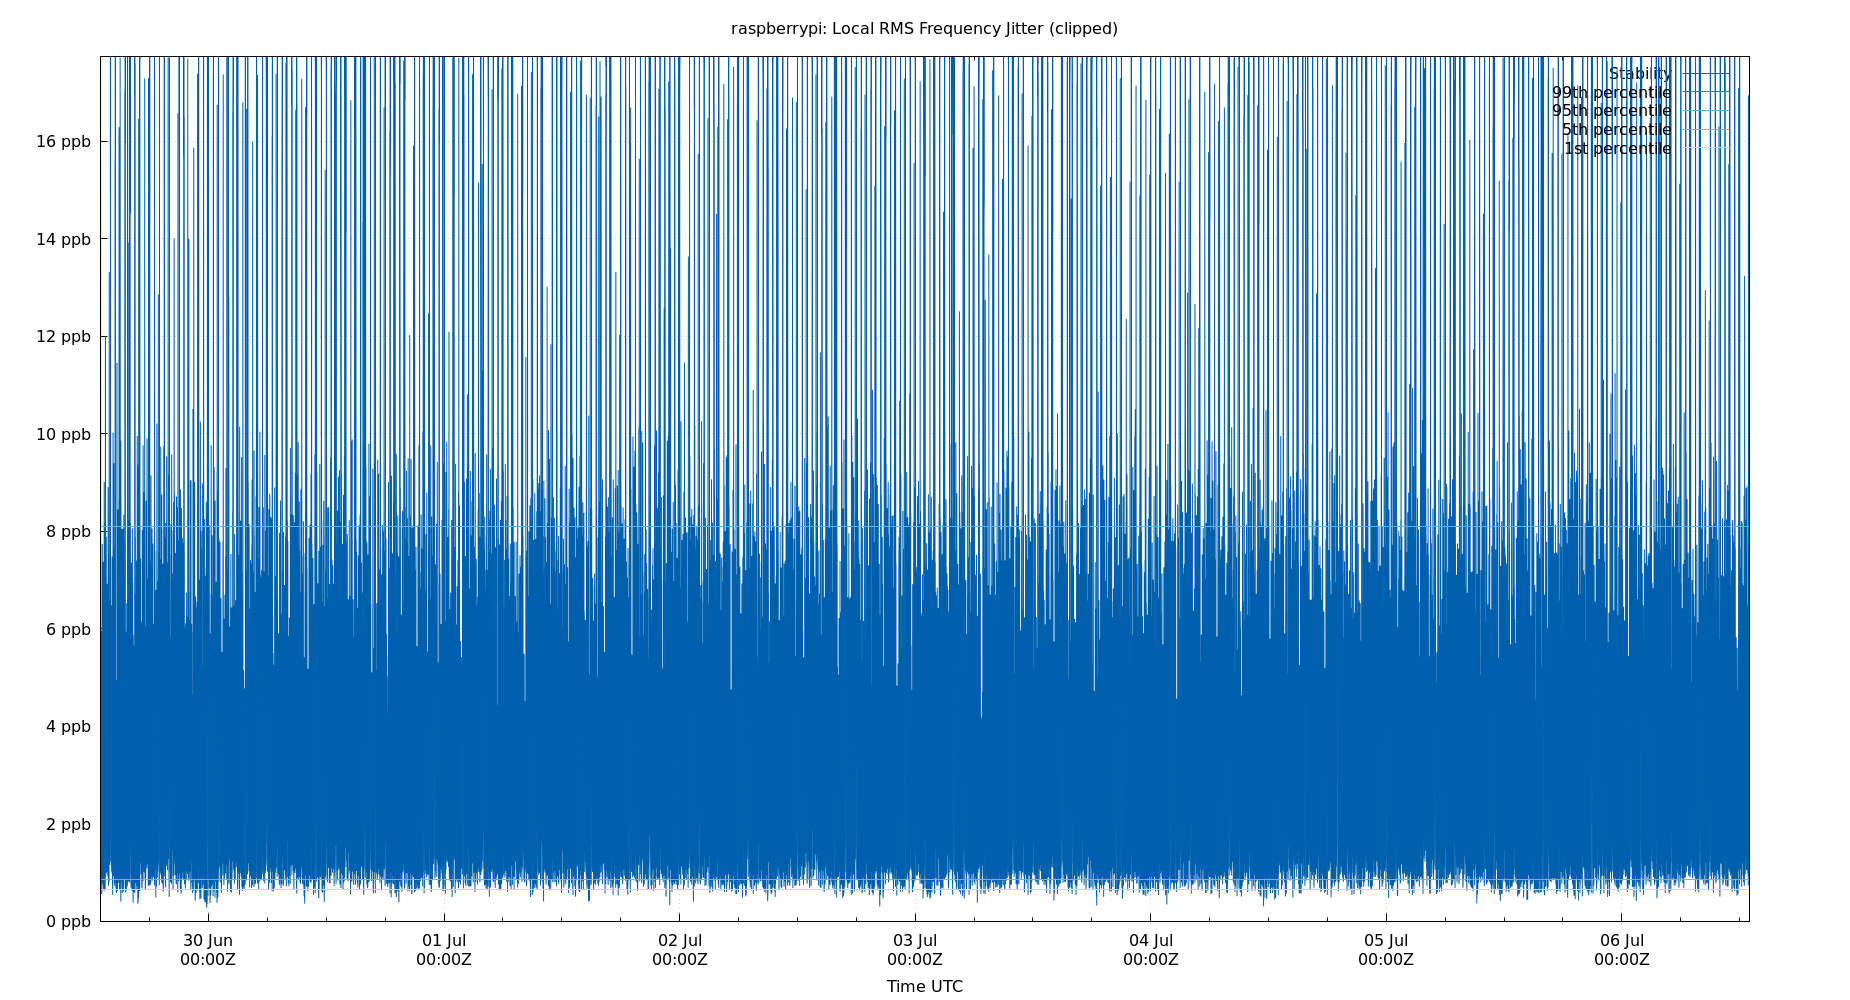 raspberrypi: Local RMS Frequency Jitter (clipped)
Stability
99th percentile
95th percentile
5th percentile
1st percentile
16 ppb
14 ppb
12 ppb
10 ppb
8 ppb
6 ppb
4 ppb
2 ppb
0 ppb
30 Jun 01 Jul 02 Jul 03 Jul 04 Jul 05 Jul 06 Jul
00:00Z 00:00Z 00:00Z 00:00Z 00:00Z 00:00Z 00:00Z
Time UTC